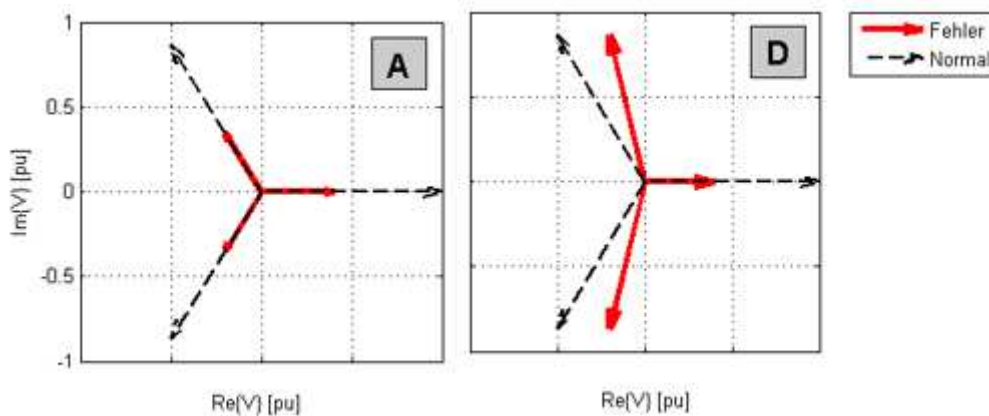 1
0.5
0
-0.5
-1
Im(V) [pu]
A
Re(V) [pu]
D
Re(V) [pu]
Fehler
Normal